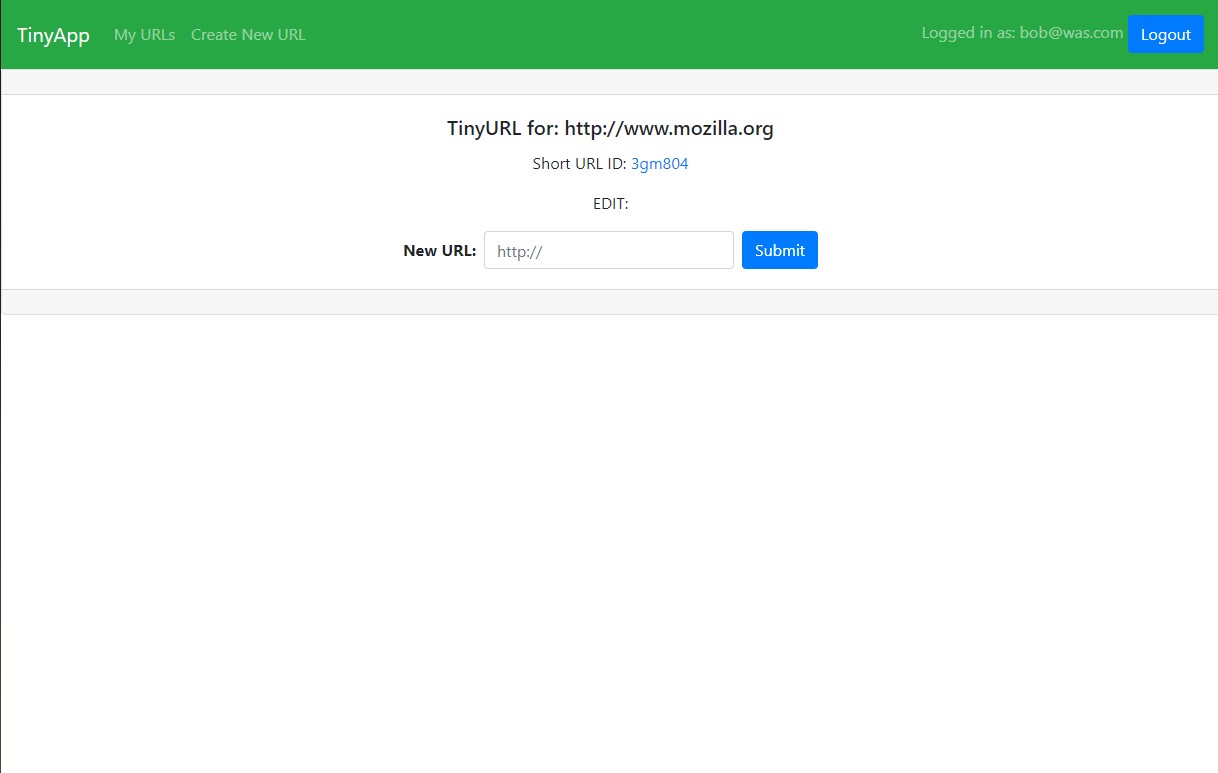 TinyApp My URLs Create New URL Logged in as: bob@was.com Logout
TinyURL for: http://www.mozilla.org
Short URL ID: 3gm804
EDIT:
New URL: http:// Submit